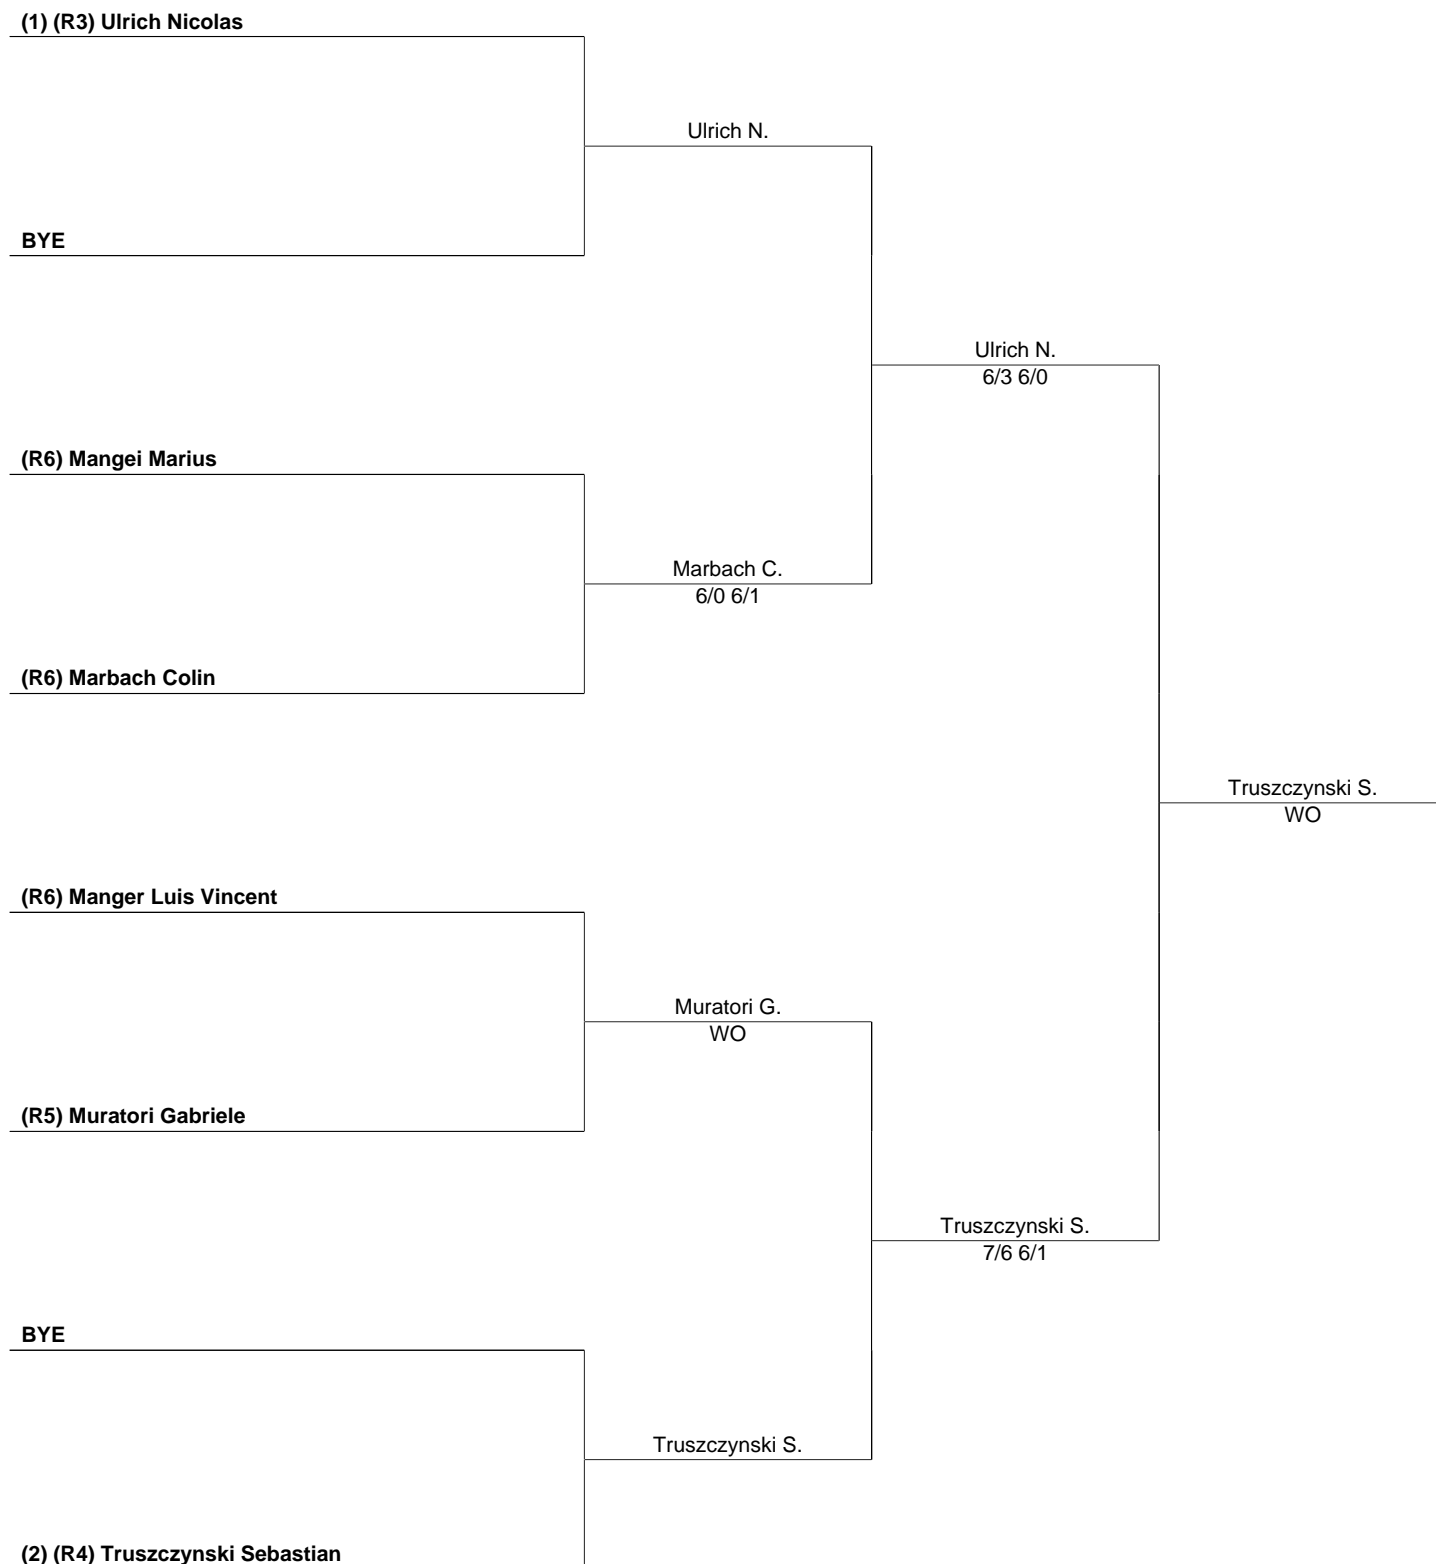 (1) (R3) Ulrich Nicolas
Ulrich N.
BYE
Ulrich N.
6/3 6/0
(R6) Mangei Marius
Marbach C.
6/0 6/1
(R6) Marbach Colin
Truszczynski S.
WO
(R6) Manger Luis Vincent
Muratori G.
WO
(R5) Muratori Gabriele
Truszczynski S.
7/6 6/1
BYE
Truszczynski S.
(2) (R4) Truszczynski Sebastian